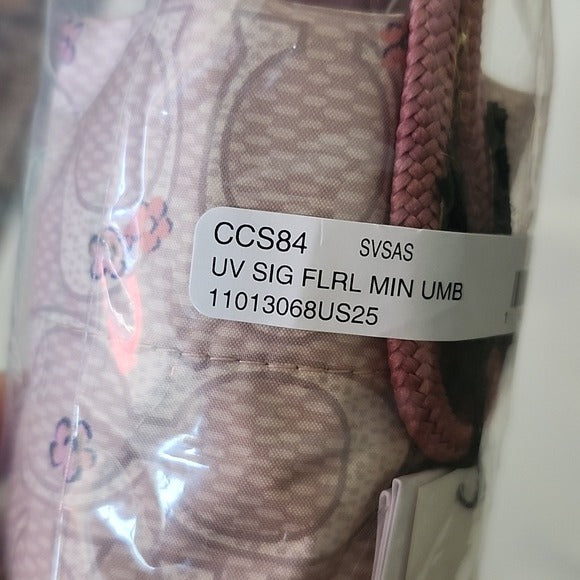 CCS84 SVSAS
UV SIG FLRL MIN UMB
11013068US25